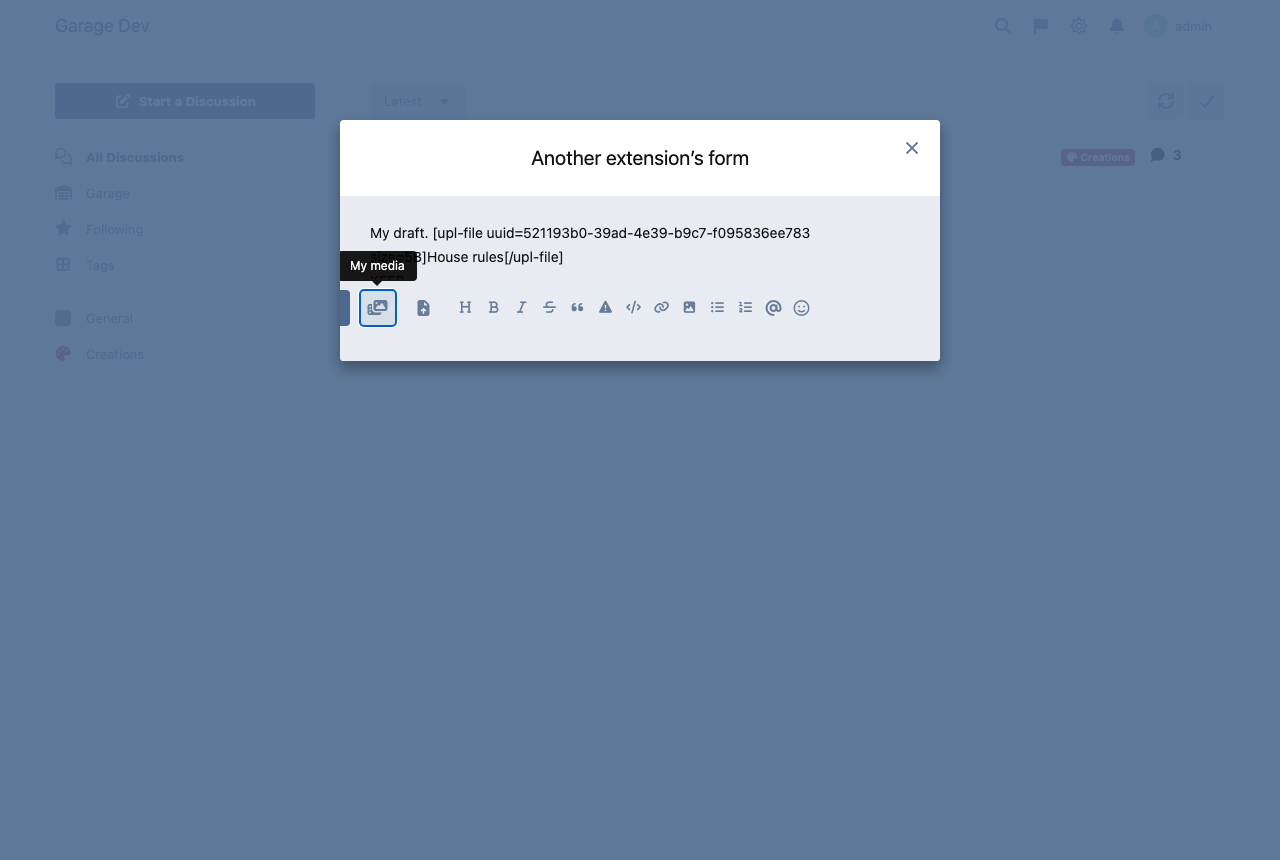 Garage Dev
admin
Start a Discussion
Latest
Another extension's form
All Discussions
Creations
3
Garage
My draft. [upl-file uuid=521193b0-39ad-4e39-b9c7-f095836ee783
Following
58]House rules[/upl-file]
Tags
My media
General
Creations